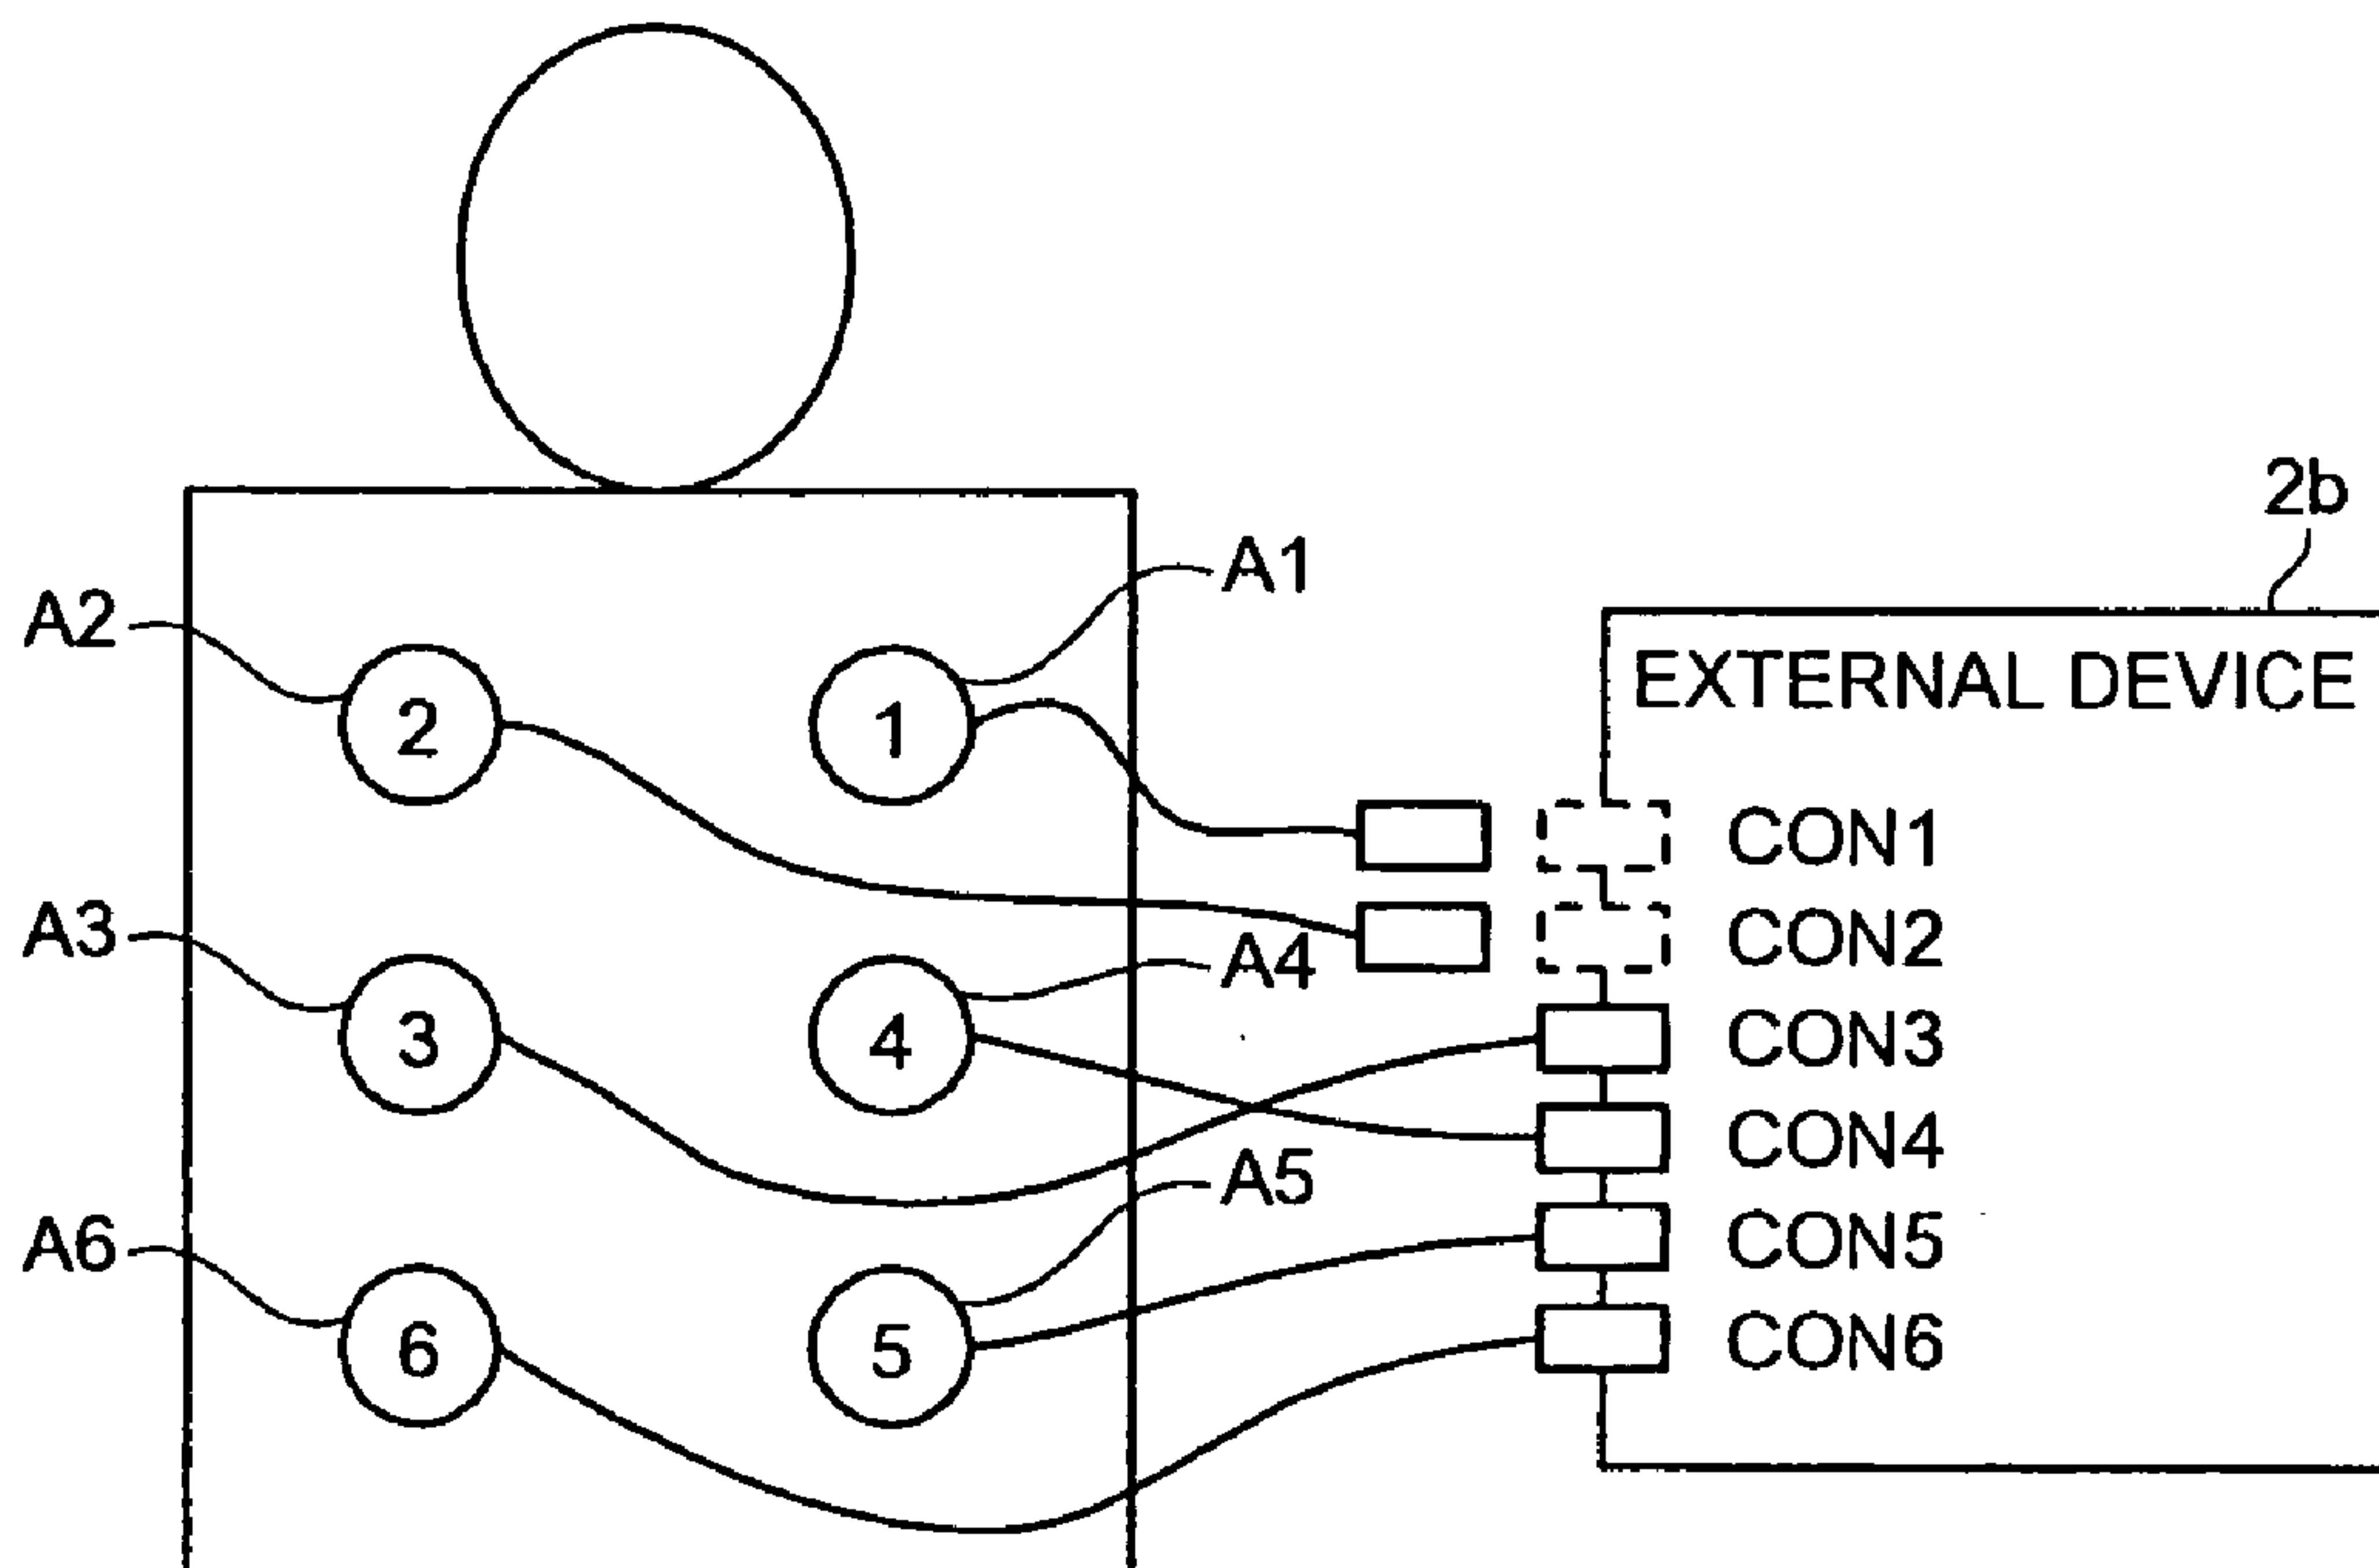 2b
A1
A2
EXTERNAL DEVICE
2
1
CON1
CON2
A3
A4
3
4
CON3
CON4
A5
A6
CON5
6
5
CON6